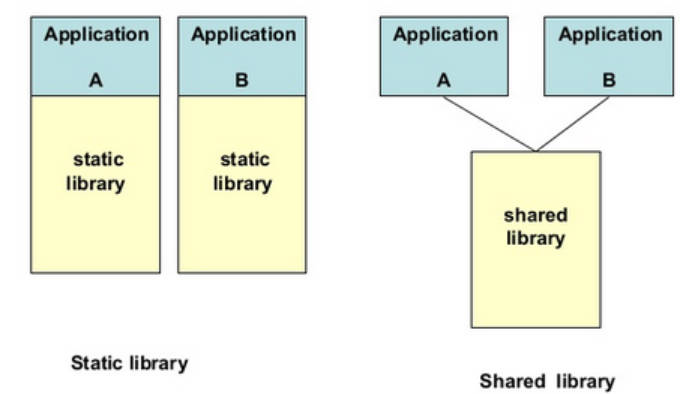 Application
A
static
library
Application
B
static
library
Static library
Application
A
Application
B
shared
library
Shared library